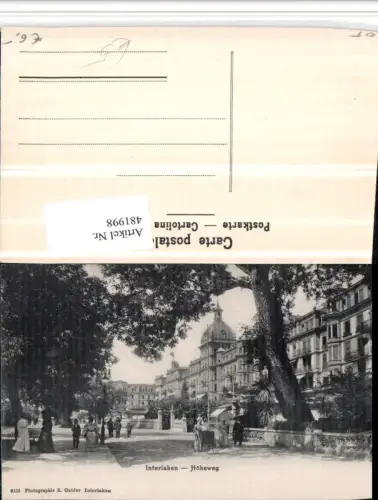 Carte postale
Postkarte — Cartolina
Artikel Nr.
481998
Interlaken — Höheweg
Photographie E. Gabler Interlaken